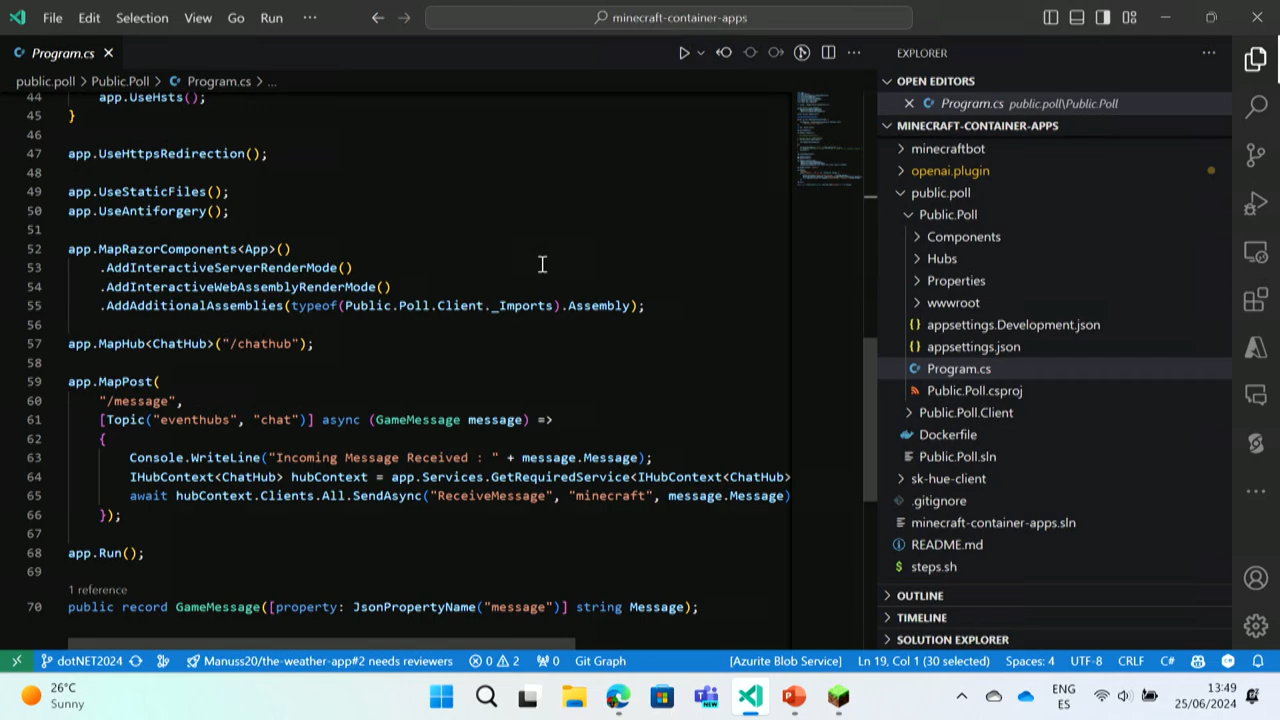 File Edit Selection View Go Run ··· minecraft-container-apps
Program.cs
public.poll > Public.Poll > Program.cs > ...
44 app.UseHsts();
45 }
46
47 app.UseHttpsRedirection();
48
49 app.UseStaticFiles();
50 app.UseAntiforgery();
51
52 app.MapRazorComponents<App>()
53 .AddInteractiveServerRenderMode()
54 .AddInteractiveWebAssemblyRenderMode()
55 .AddAdditionalAssemblies(typeof(Public.Poll.Client._Imports).Assembly);
56
57 app.MapHub<ChatHub>("/chathub");
58
59 app.MapPost(
60 "/message",
61 [Topic("eventhubs", "chat")] async (GameMessage message) =>
62 {
63 Console.WriteLine("Incoming Message Received : " + message.Message);
64 IHubContext<ChatHub> hubContext = app.Services.GetRequiredService<IHubContext<ChatHub>
65 await hubContext.Clients.All.SendAsync("ReceiveMessage", "minecraft", message.Message)
66 });
67
68 app.Run();
69
1 reference
70 public record GameMessage([property: JsonPropertyName("message")] string Message);
EXPLORER
OPEN EDITORS
Program.cs public.poll\Public.Poll
MINECRAFT-CONTAINER-APPS
minecraftbot
openai.plugin
public.poll
Public.Poll
Components
Hubs
Properties
wwwroot
appsettings.Development.json
appsettings.json
Program.cs
Public.Poll.csproj
Public.Poll.Client
Dockerfile
Public.Poll.sln
sk-hue-client
.gitignore
minecraft-container-apps.sln
README.md
steps.sh
OUTLINE
TIMELINE
SOLUTION EXPLORER
dotNET2024 Manuss20/the-weather-app#2 needs reviewers 0 2 0 Git Graph [Azurite Blob Service] Ln 19, Col 1 (30 selected) Spaces: 4 UTF-8 CRLF C#
26°C
Sunny
NEW
ENG
ES
13:49
25/06/2024